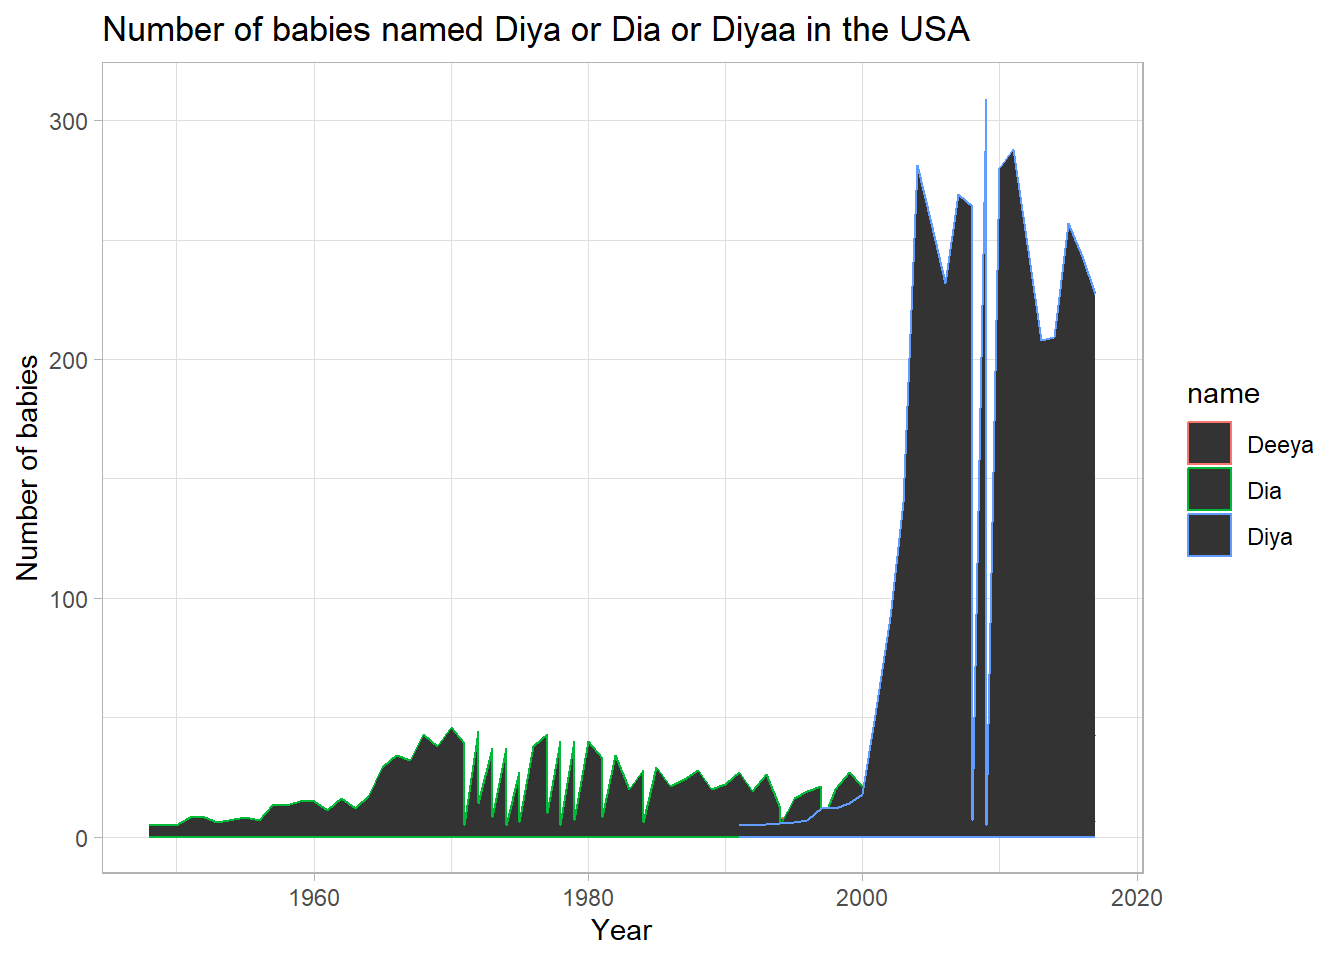 Number of babies named Diya or Dia or Diyaa in the USA
300
200
100
0
Number of babies
1960 1980 2000 2020
Year
name
Deeya
Dia
Diya